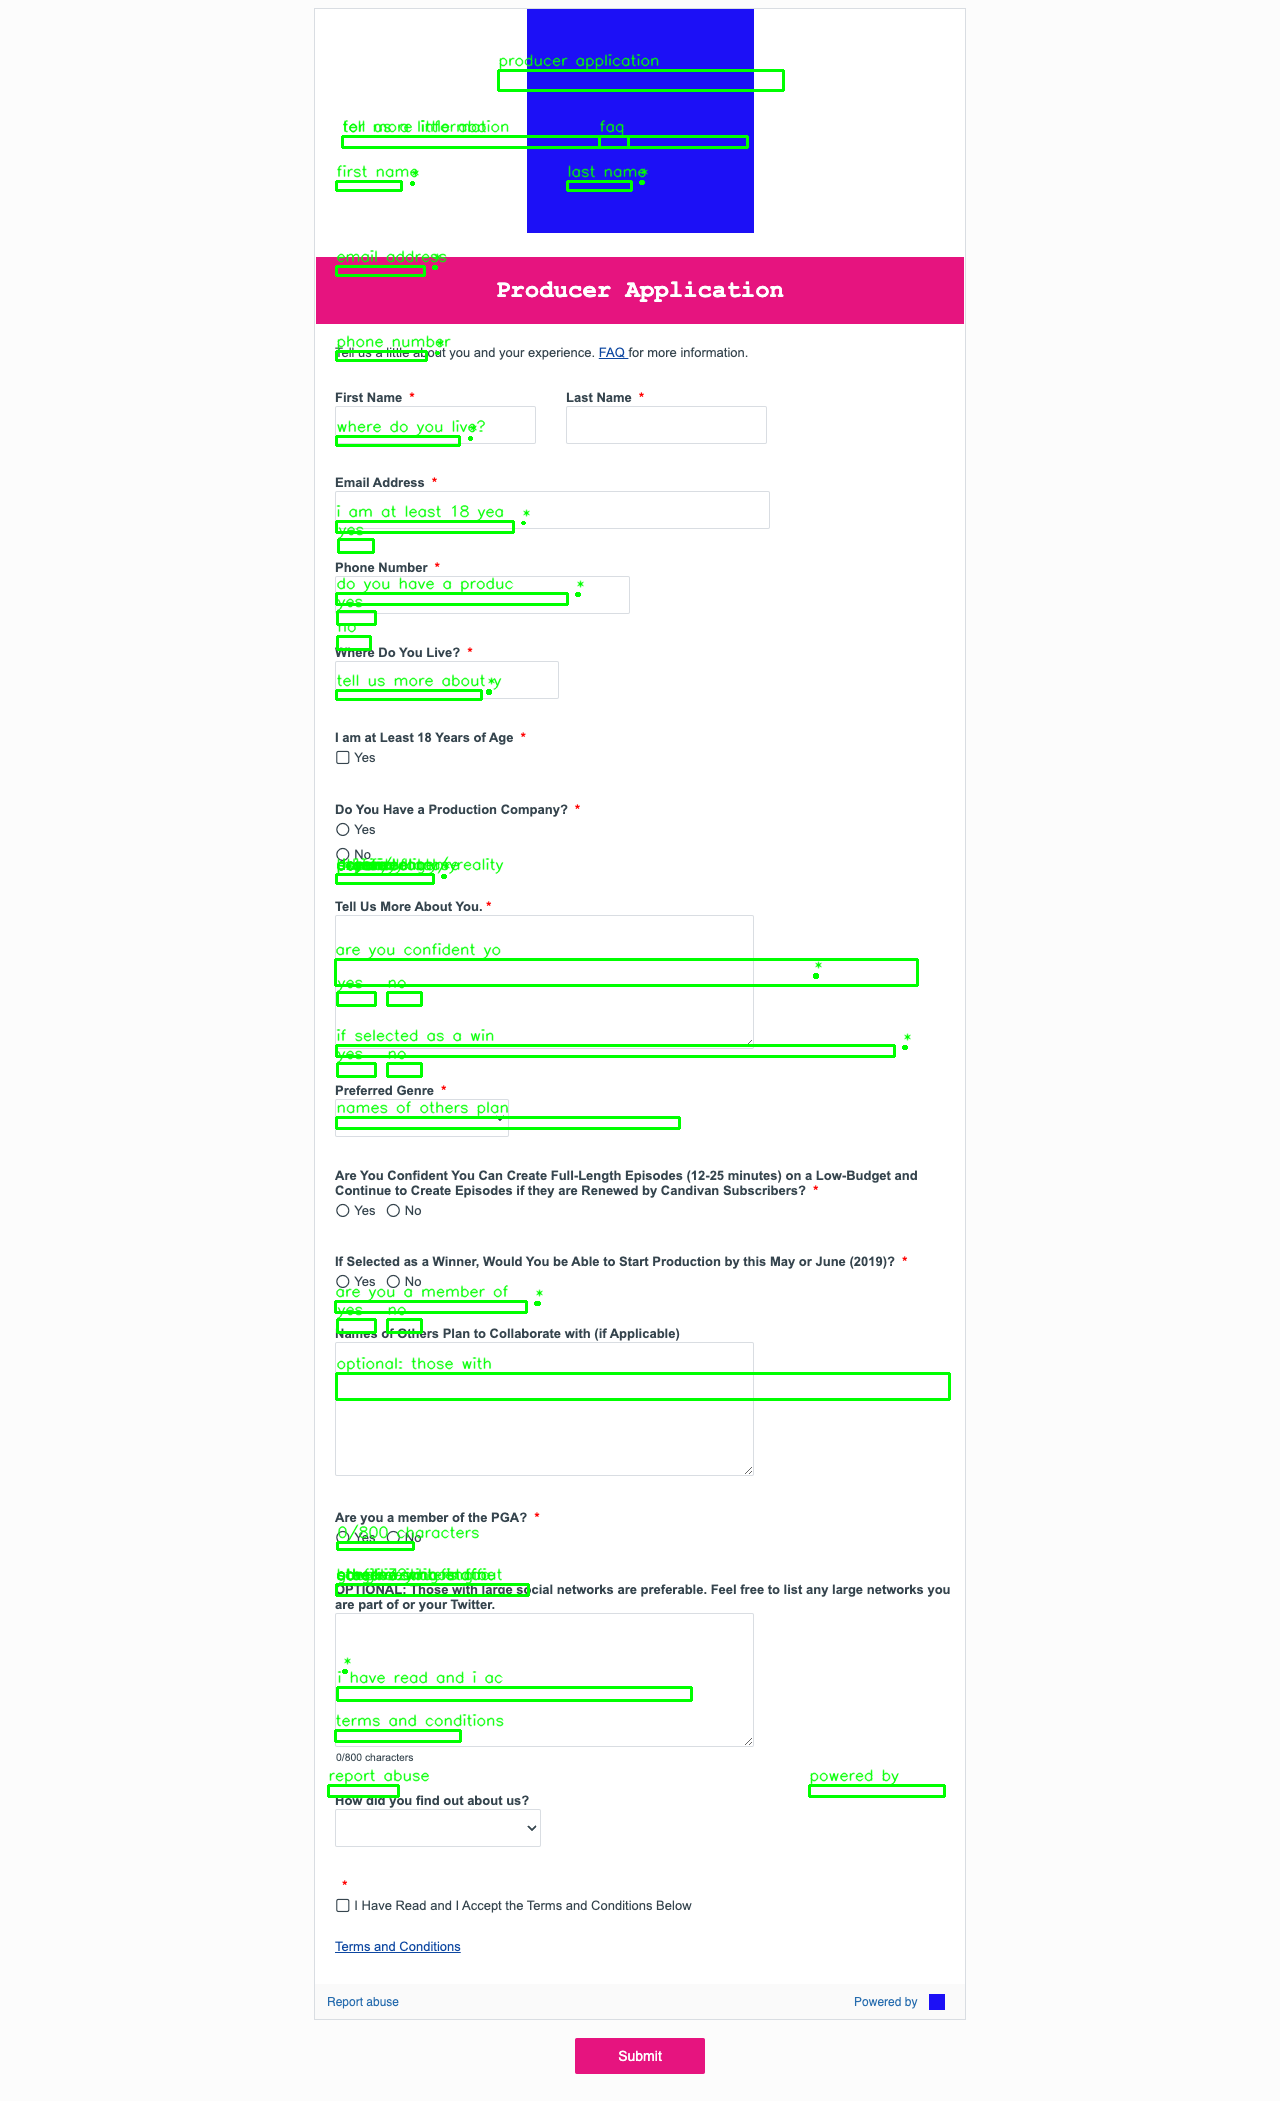 producer application
faq
first name *
last name *
email address *
Producer Application
phone number *
Tell us a little about you and your experience. FAQ for more information.
First Name *
Last Name *
where do you live? *
Email Address *
i am at least 18 yea *
yes
Phone Number *
do you have a produc *
yes
no
Where Do You Live? *
tell us more about y *
I am at Least 18 Years of Age *
Yes
Do You Have a Production Company? *
Yes
No
Tell Us More About You. *
are you confident yo
*
yes no
if selected as a win *
yes no
Preferred Genre *
names of others plan
Are You Confident You Can Create Full-Length Episodes (12-25 minutes) on a Low-Budget and
Continue to Create Episodes if they are Renewed by Candivan Subscribers? *
Yes No
If Selected as a Winner, Would You be Able to Start Production by this May or June (2019)? *
Yes No
are you a member of *
yes no
Names of Others Plan to Collaborate with (if Applicable)
optional: those with
Are you a member of the PGA? *
Yes No
0/800 characters
OPTIONAL: Those with large social networks are preferable. Feel free to list any large networks you
are part of or your Twitter.
*
i have read and i ac
terms and conditions
0/800 characters
report abuse
powered by
How did you find out about us?
*
I Have Read and I Accept the Terms and Conditions Below
Terms and Conditions
Report abuse
Powered by
Submit